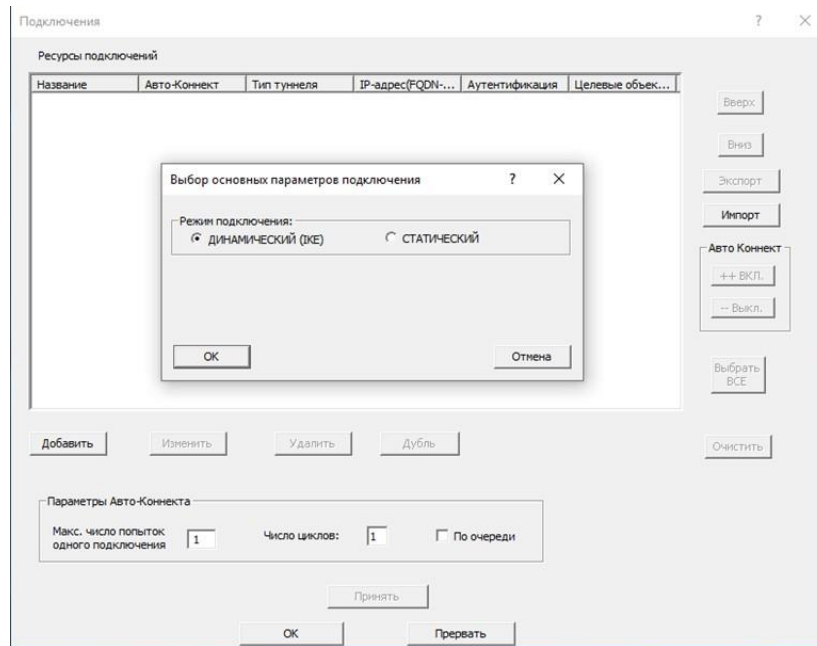 Подключения
Ресурсы подключений
Название Авто-Коннект Тип туннеля IP-адрес(FQDN-... Аутентификация Целевые объек...
Вверх
Вниз
Экспорт
Импорт
Авто Коннект
++ ВКЛ.
-- Выкл.
Выбрать
ВСЕ
Очистить
Выбор основных параметров подключения
Режим подключения:
ДИНАМИЧЕСКИЙ (IKE) СТАТИЧЕСКИЙ
OK Отмена
Добавить Изменить Удалить Дубль
Параметры Авто-Коннекта
Макс. число попыток
одного подключения 1 Число циклов: 1 По очереди
Принять
OK Прервать